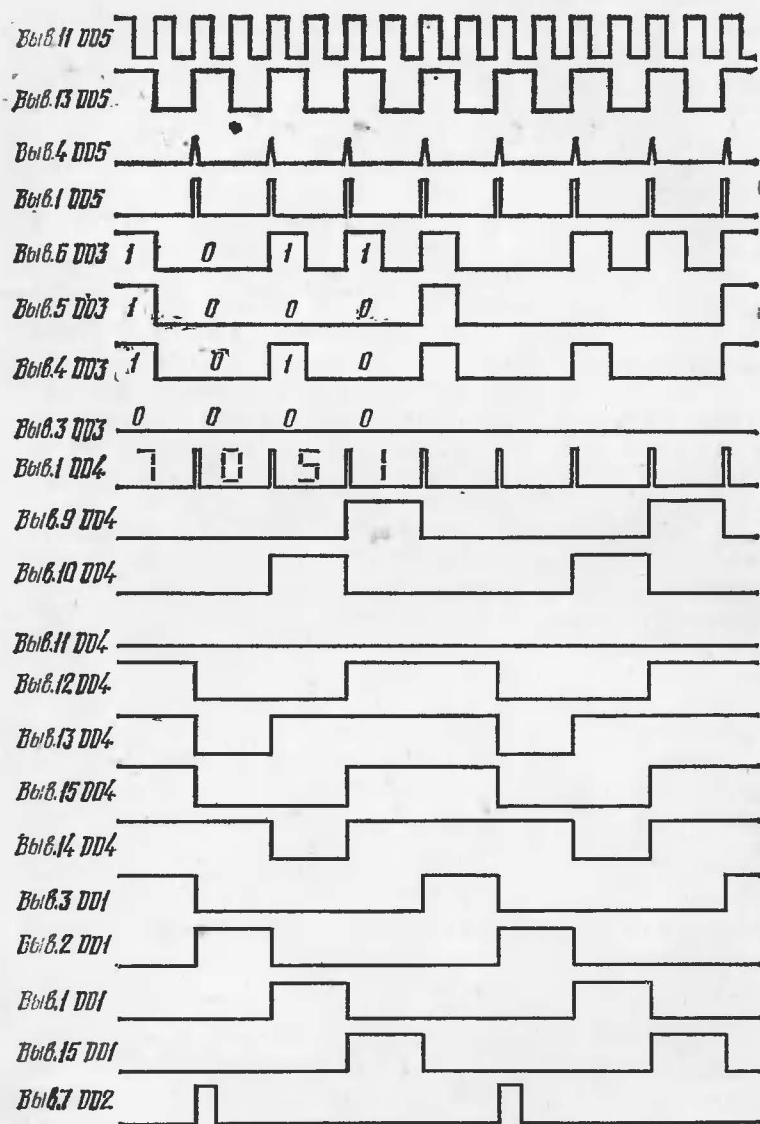 Выв.11 DD5
Выв.13 DD5
Выв.4 DD5
Выв.1 DD5
Выв.6 DD3 1 0 1 1
Выв.5 DD3 1 0 0 0
Выв.4 DD3 1 0 1 0
Выв.3 DD3 0 0 0 0
Выв.1 DD4 7 0 5 1
Выв.9 DD4
Выв.10 DD4
Выв.11 DD4
Выв.12 DD4
Выв.13 DD4
Выв.15 DD4
Выв.14 DD4
Выв.3 DD1
Выв.2 DD1
Выв.1 DD1
Выв.15 DD1
Выв.7 DD2